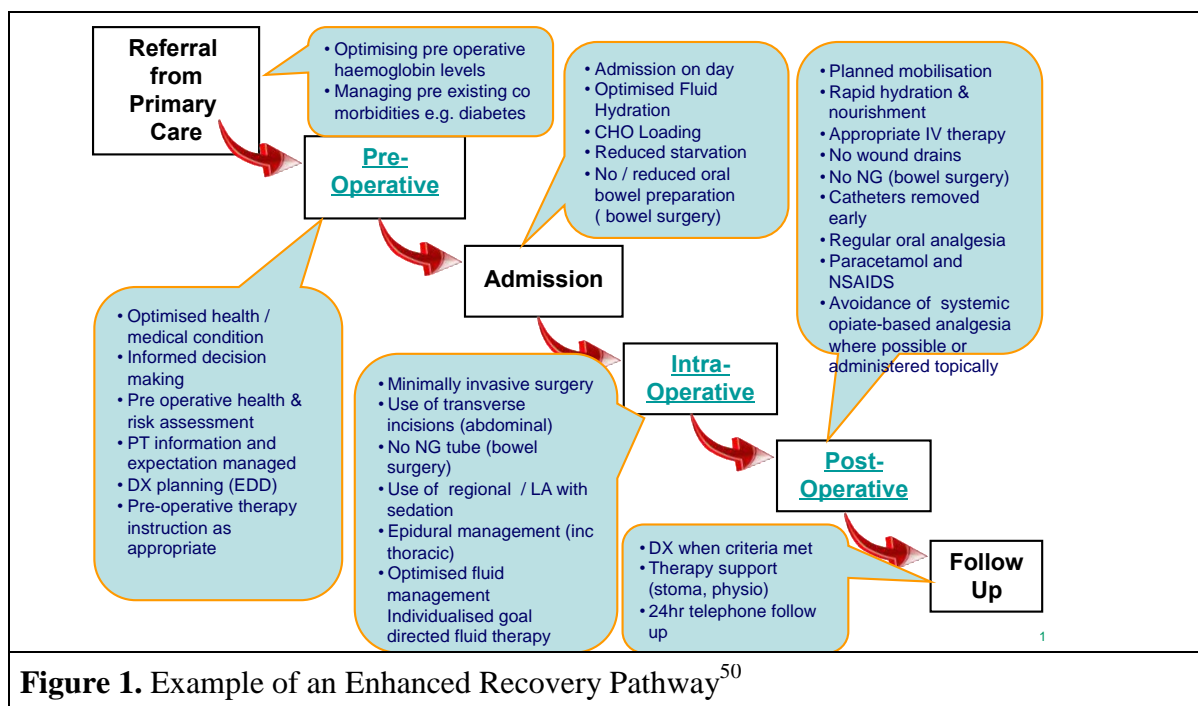 Referral
from
Primary
Care
• Optimising pre operative
haemoglobin levels
• Managing pre existing co
morbidities e.g. diabetes
Pre-
Operative
• Optimised health /
medical condition
• Informed decision
making
• Pre operative health &
risk assessment
• PT information and
expectation managed
• DX planning (EDD)
• Pre-operative therapy
instruction as
appropriate
• Admission on day
• Optimised Fluid
Hydration
• CHO Loading
• Reduced starvation
• No / reduced oral
bowel preparation
( bowel surgery)
Admission
• Minimally invasive surgery
• Use of transverse
incisions (abdominal)
• No NG tube (bowel
surgery)
• Use of regional / LA with
sedation
• Epidural management (inc
thoracic)
• Optimised fluid
management
Individualised goal
directed fluid therapy
Intra-
Operative
• Planned mobilisation
• Rapid hydration &
nourishment
• Appropriate IV therapy
• No wound drains
• No NG (bowel surgery)
• Catheters removed
early
• Regular oral analgesia
• Paracetamol and
NSAIDS
• Avoidance of systemic
opiate-based analgesia
where possible or
administered topically
Post-
Operative
• DX when criteria met
• Therapy support
(stoma, physio)
• 24hr telephone follow
up
Follow
Up
1
Figure 1. Example of an Enhanced Recovery Pathway50